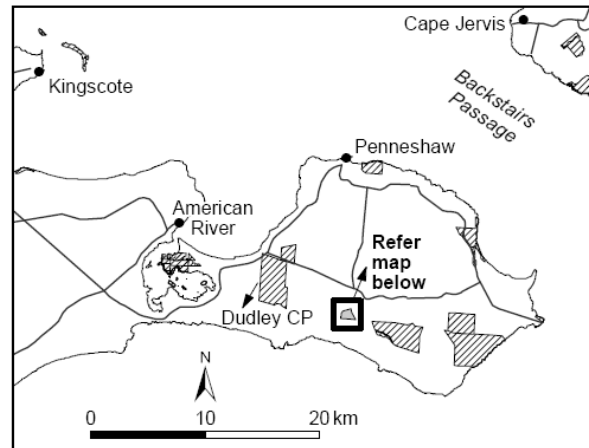 Cape Jervis
Kingscote
Backstairs
Passage
Penneshaw
American
River
Refer
map
below
Dudley CP
N
0 10 20 km